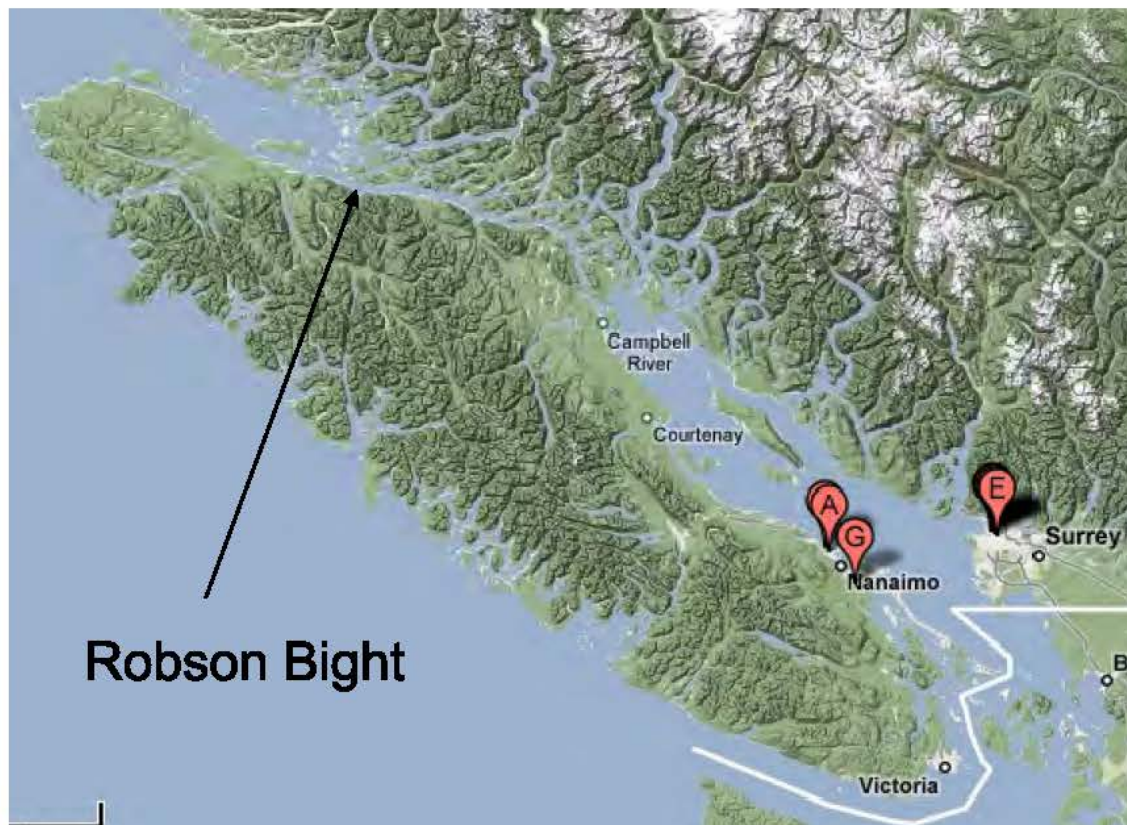 Campbell
River
Courtenay
A
E
G
Surrey
Nanaimo
Robson Bight
B
Victoria